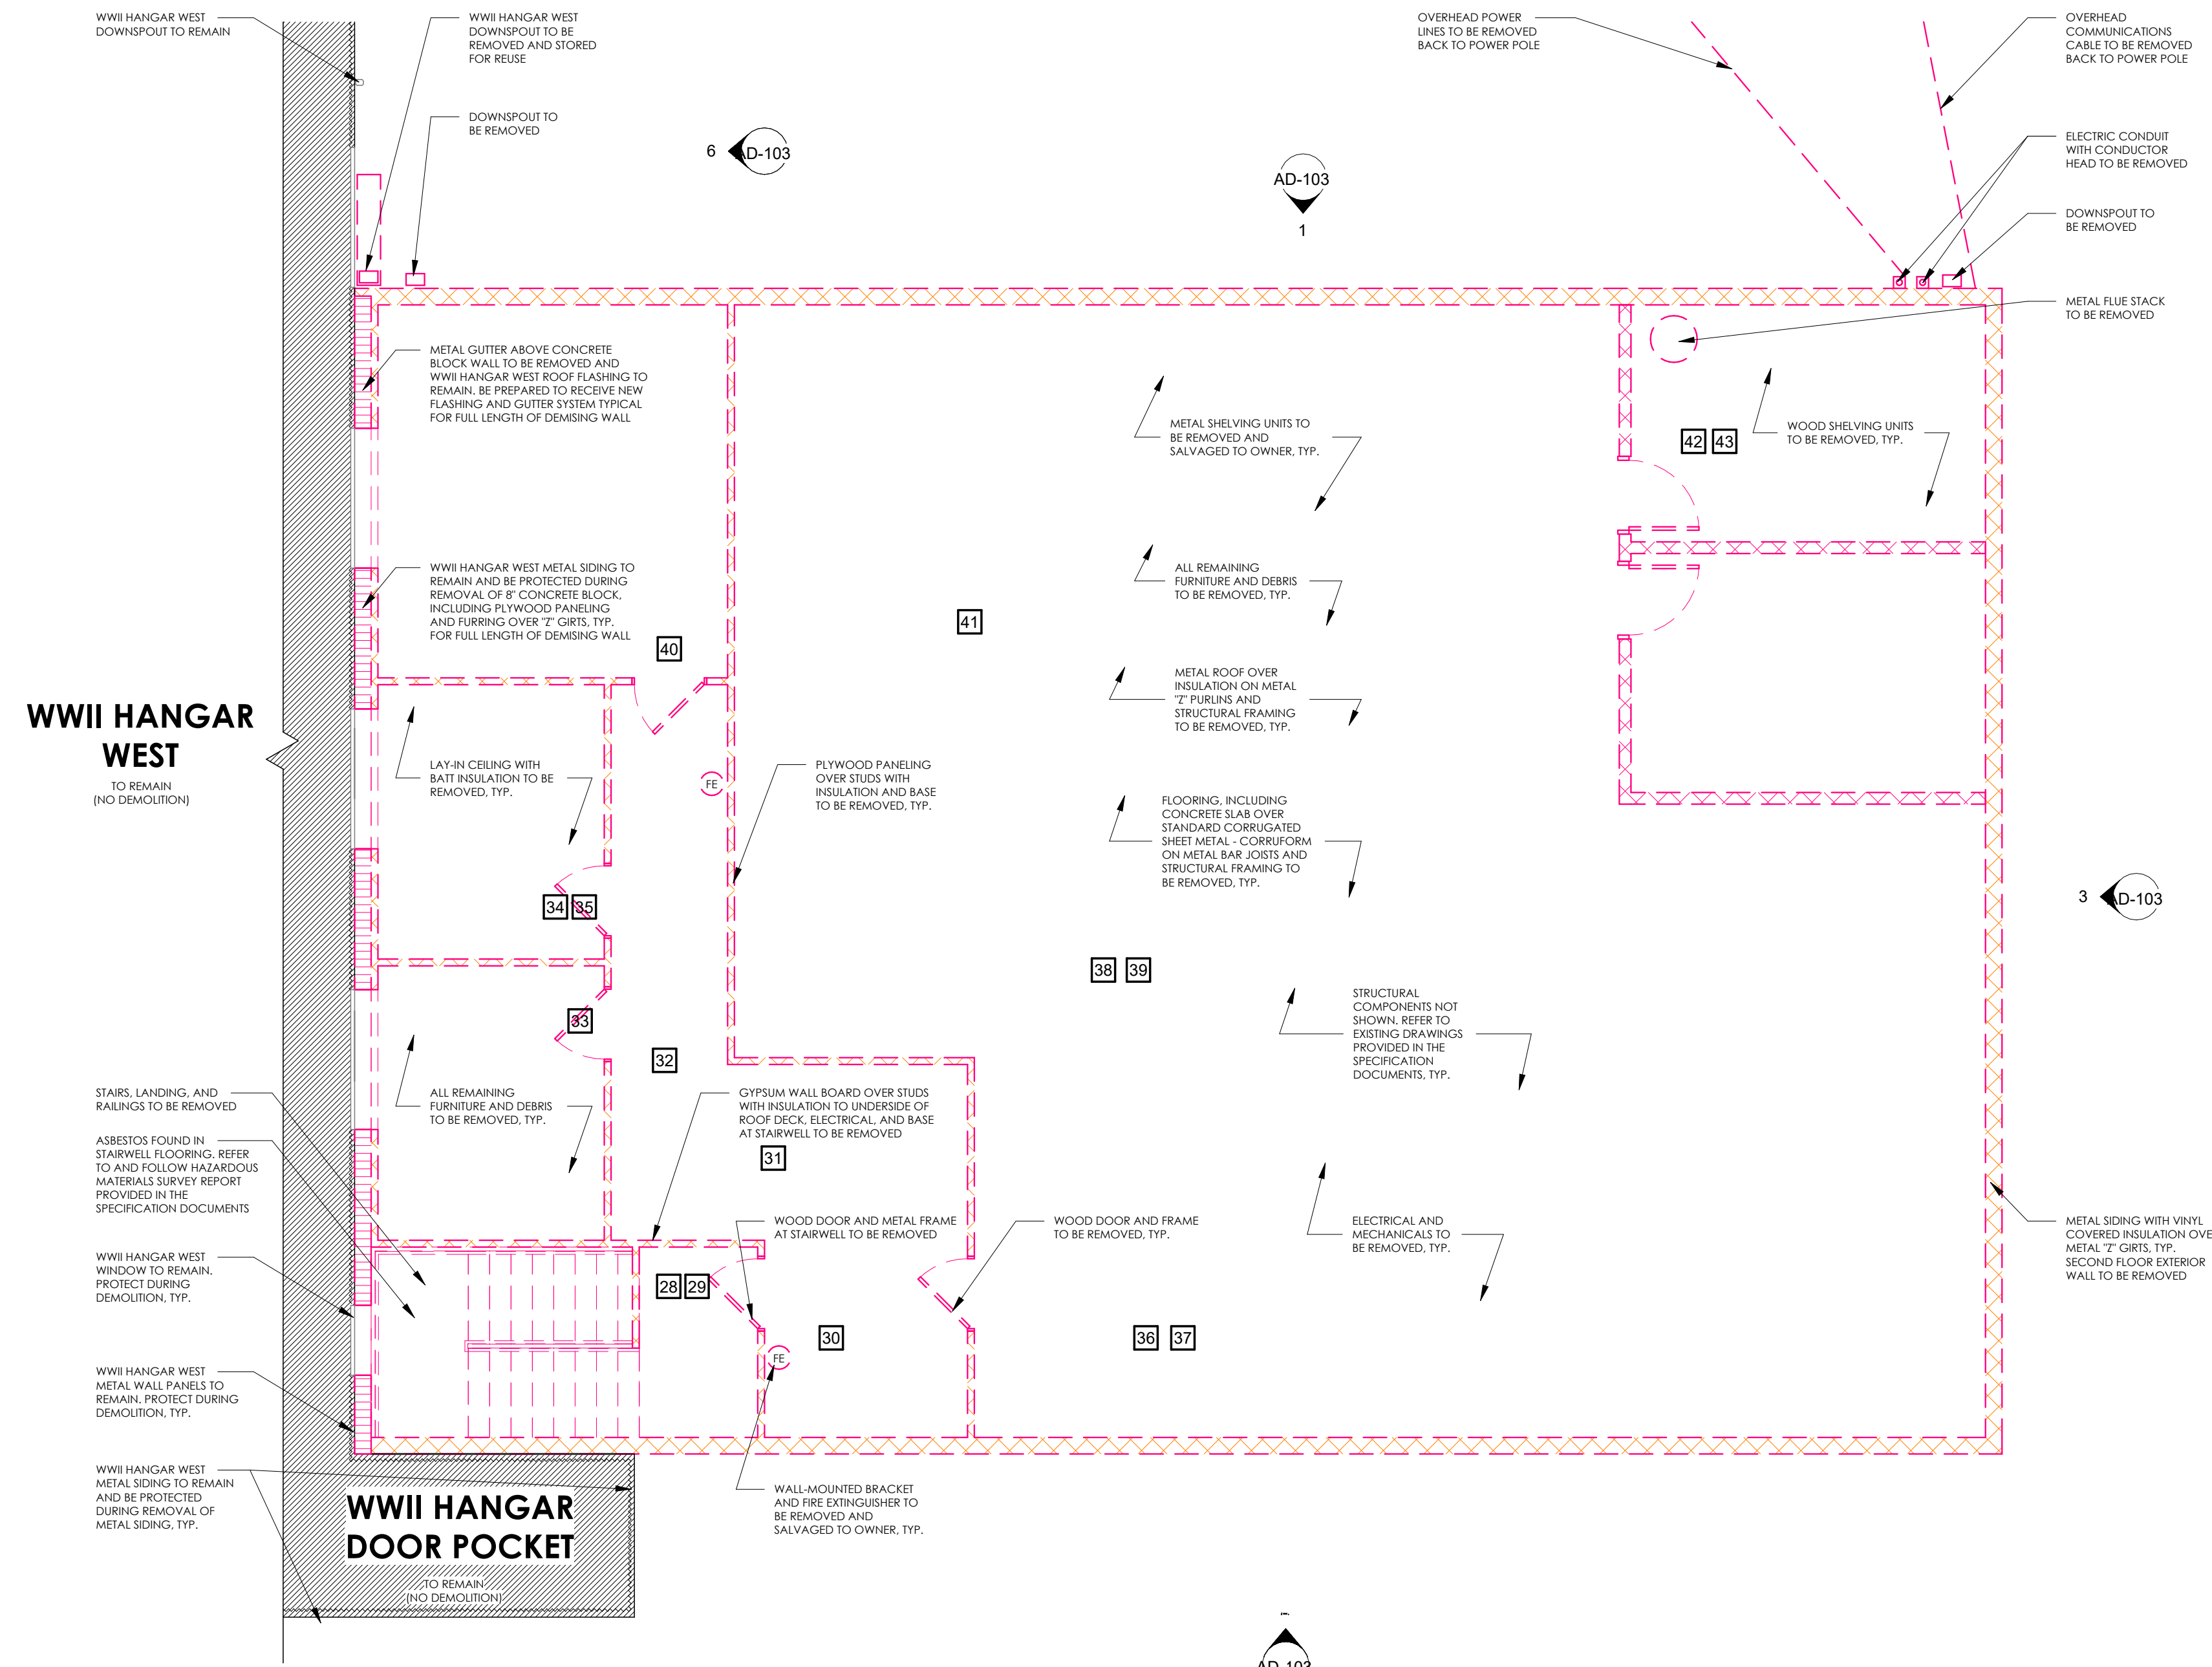 WWII HANGAR WEST
DOWNSPOUT TO REMAIN
WWII HANGAR WEST
DOWNSPOUT TO BE
REMOVED AND STORED
FOR REUSE
DOWNSPOUT TO
BE REMOVED
6
AD-103
AD-103
1
OVERHEAD POWER
LINES TO BE REMOVED
BACK TO POWER POLE
OVERHEAD
COMMUNICATIONS
CABLE TO BE REMOVED
BACK TO POWER POLE
ELECTRIC CONDUIT
WITH CONDUCTOR
HEAD TO BE REMOVED
DOWNSPOUT TO
BE REMOVED
METAL FLUE STACK
TO BE REMOVED
METAL GUTTER ABOVE CONCRETE
BLOCK WALL TO BE REMOVED AND
WWII HANGAR WEST ROOF FLASHING TO
REMAIN. BE PREPARED TO RECEIVE NEW
FLASHING AND GUTTER SYSTEM TYPICAL
FOR FULL LENGTH OF DEMISING WALL
METAL SHELVING UNITS TO
BE REMOVED AND
SALVAGED TO OWNER, TYP.
42
43
WOOD SHELVING UNITS
TO BE REMOVED, TYP.
WWII HANGAR WEST METAL SIDING TO
REMAIN AND BE PROTECTED DURING
REMOVAL OF 8" CONCRETE BLOCK,
INCLUDING PLYWOOD PANELING
AND FURRING OVER "Z" GIRTS, TYP.
FOR FULL LENGTH OF DEMISING WALL
ALL REMAINING
FURNITURE AND DEBRIS
TO BE REMOVED, TYP.
40
41
METAL ROOF OVER
INSULATION ON METAL
"Z" PURLINS AND
STRUCTURAL FRAMING
TO BE REMOVED, TYP.
WWII HANGAR
WEST
TO REMAIN
(NO DEMOLITION)
LAY-IN CEILING WITH
BATT INSULATION TO BE
REMOVED, TYP.
FE
PLYWOOD PANELING
OVER STUDS WITH
INSULATION AND BASE
TO BE REMOVED, TYP.
FLOORING, INCLUDING
CONCRETE SLAB OVER
STANDARD CORRUGATED
SHEET METAL - CORRUFORM
ON METAL BAR JOISTS AND
STRUCTURAL FRAMING TO
BE REMOVED, TYP.
3
AD-103
34
35
38
39
33
32
STRUCTURAL
COMPONENTS NOT
SHOWN. REFER TO
EXISTING DRAWINGS
PROVIDED IN THE
SPECIFICATION
DOCUMENTS, TYP.
STAIRS, LANDING, AND
RAILINGS TO BE REMOVED
ALL REMAINING
FURNITURE AND DEBRIS
TO BE REMOVED, TYP.
GYPSUM WALL BOARD OVER STUDS
WITH INSULATION TO UNDERSIDE OF
ROOF DECK, ELECTRICAL, AND BASE
AT STAIRWELL TO BE REMOVED
31
ASBESTOS FOUND IN
STAIRWELL FLOORING. REFER
TO AND FOLLOW HAZARDOUS
MATERIALS SURVEY REPORT
PROVIDED IN THE
SPECIFICATION DOCUMENTS
WOOD DOOR AND METAL FRAME
AT STAIRWELL TO BE REMOVED
WOOD DOOR AND FRAME
TO BE REMOVED, TYP.
ELECTRICAL AND
MECHANICALS TO
BE REMOVED, TYP.
METAL SIDING WITH VINYL
COVERED INSULATION OVE
METAL "Z" GIRTS, TYP.
SECOND FLOOR EXTERIOR
WALL TO BE REMOVED
WWII HANGAR WEST
WINDOW TO REMAIN.
PROTECT DURING
DEMOLITION, TYP.
28
29
30
FE
36
37
WWII HANGAR WEST
METAL WALL PANELS TO
REMAIN. PROTECT DURING
DEMOLITION, TYP.
WWII HANGAR WEST
METAL SIDING TO REMAIN
AND BE PROTECTED
DURING REMOVAL OF
METAL SIDING, TYP.
WWII HANGAR
DOOR POCKET
TO REMAIN
(NO DEMOLITION)
WALL-MOUNTED BRACKET
AND FIRE EXTINGUISHER TO
BE REMOVED AND
SALVAGED TO OWNER, TYP.
AD-103